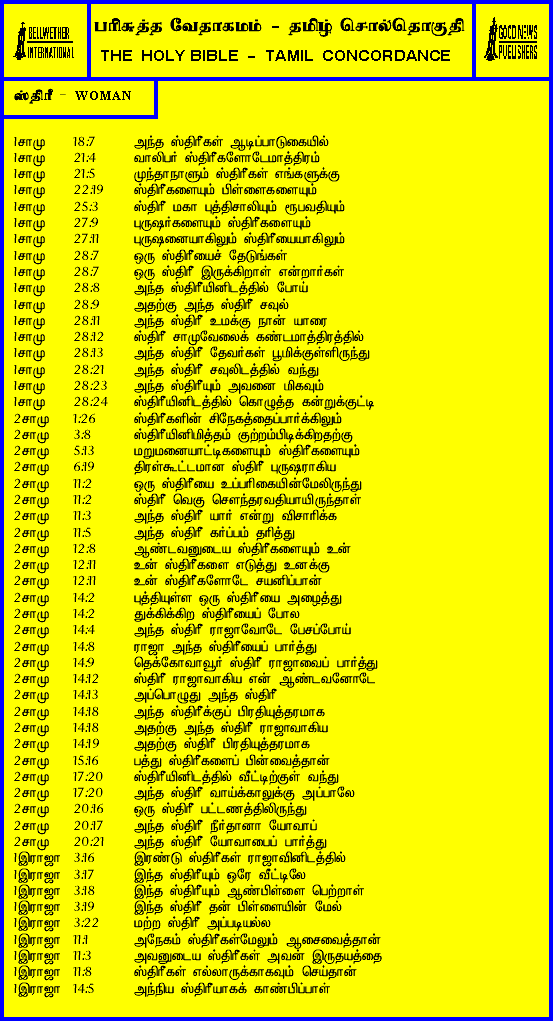 BELLWETHER
INTERNATIONAL
பரிசுத்த வேதாகமம் - தமிழ் சொல்தொகுதி
THE HOLY BIBLE - TAMIL CONCORDANCE
GOOD NEWS
PUBLISHERS
ஸ்திரீ - WOMAN
1சாமு 18:7 அந்த ஸ்திரீகள் ஆடிப்பாடுகையில்
1சாமு 21:4 வாலிபர் ஸ்திரீகளோடேமாத்திரம்
1சாமு 21:5 முந்தாநாளும் ஸ்திரீகள் எங்களுக்கு
1சாமு 22:19 ஸ்திரீகளையும் பிள்ளைகளையும்
1சாமு 25:3 ஸ்திரீ மகா புத்திசாலியும் ரூபவதியும்
1சாமு 27:9 புருஷர்களையும் ஸ்திரீகளையும்
1சாமு 27:11 புருஷனையாகிலும் ஸ்திரீயையாகிலும்
1சாமு 28:7 ஒரு ஸ்திரீயைச் தேடுங்கள்
1சாமு 28:7 ஒரு ஸ்திரீ இருக்கிறாள் என்றார்கள்
1சாமு 28:8 அந்த ஸ்திரீயினிடத்தில் போய்
1சாமு 28:9 அதற்கு அந்த ஸ்திரீ சவுல்
1சாமு 28:11 அந்த ஸ்திரீ உமக்கு நான் யாரை
1சாமு 28:12 ஸ்திரீ சாமுவேலைக் கண்டமாத்திரத்தில்
1சாமு 28:13 அந்த ஸ்திரீ தேவர்கள் பூமிக்குள்ளிருந்து
1சாமு 28:21 அந்த ஸ்திரீ சவுலிடத்தில் வந்து
1சாமு 28:23 அந்த ஸ்திரீயும் அவனை மிகவும்
1சாமு 28:24 ஸ்திரீயினிடத்தில் கொழுத்த கன்றுக்குட்டி
2சாமு 1:26 ஸ்திரீகளின் சிநேகத்தைப்பார்க்கிலும்
2சாமு 3:8 ஸ்திரீயினிமித்தம் குற்றம்பிடிக்கிறதற்கு
2சாமு 5:13 மறுமனையாட்டிகளையும் ஸ்திரீகளையும்
2சாமு 6:19 திரள்கூட்டமான ஸ்திரீ புருஷராகிய
2சாமு 11:2 ஒரு ஸ்திரீயை உப்பரிகையின்மேலிருந்து
2சாமு 11:2 ஸ்திரீ வெகு சௌந்தரவதியாயிருந்தாள்
2சாமு 11:3 அந்த ஸ்திரீ யார் என்று விசாரிக்க
2சாமு 11:5 அந்த ஸ்திரீ கர்ப்பம் தரித்து
2சாமு 12:8 ஆண்டவனுடைய ஸ்திரீகளையும் உன்
2சாமு 12:11 உன் ஸ்திரீகளை எடுத்து உனக்கு
2சாமு 12:11 உன் ஸ்திரீகளோடே சயனிப்பான்
2சாமு 14:2 புத்தியுள்ள ஒரு ஸ்திரீயை அழைத்து
2சாமு 14:2 துக்கிக்கிற ஸ்திரீயைப் போல
2சாமு 14:4 அந்த ஸ்திரீ ராஜாவோடே பேசப்போய்
2சாமு 14:8 ராஜா அந்த ஸ்திரீயைப் பார்த்து
2சாமு 14:9 தெக்கோவாவூர் ஸ்திரீ ராஜாவைப் பார்த்து
2சாமு 14:12 ஸ்திரீ ராஜாவாகிய என் ஆண்டவனோடே
2சாமு 14:13 அப்பொழுது அந்த ஸ்திரீ
2சாமு 14:18 அந்த ஸ்திரீக்குப் பிரதியுத்தரமாக
2சாமு 14:18 அதற்கு அந்த ஸ்திரீ ராஜாவாகிய
2சாமு 14:19 அதற்கு ஸ்திரீ பிரதியுத்தரமாக
2சாமு 15:16 பத்து ஸ்திரீகளைப் பின்வைத்தான்
2சாமு 17:20 ஸ்திரீயினிடத்தில் வீட்டிற்குள் வந்து
2சாமு 17:20 அந்த ஸ்திரீ வாய்க்காலுக்கு அப்பாலே
2சாமு 20:16 ஒரு ஸ்திரீ பட்டணத்திலிருந்து
2சாமு 20:17 அந்த ஸ்திரீ நீர்தானா யோவாப்
2சாமு 20:21 அந்த ஸ்திரீ யோவாபைப் பார்த்து
1இராஜா 3:16 இரண்டு ஸ்திரீகள் ராஜாவினிடத்தில்
1இராஜா 3:17 இந்த ஸ்திரீயும் ஒரே வீட்டிலே
1இராஜா 3:18 இந்த ஸ்திரீயும் ஆண்பிள்ளை பெற்றாள்
1இராஜா 3:19 இந்த ஸ்திரீ தன் பிள்ளையின் மேல்
1இராஜா 3:22 மற்ற ஸ்திரீ அப்படியல்ல
1இராஜா 11:1 அநேகம் ஸ்திரீகள்மேலும் ஆசைவைத்தான்
1இராஜா 11:3 அவனுடைய ஸ்திரீகள் அவன் இருதயத்தை
1இராஜா 11:8 ஸ்திரீகள் எல்லாருக்காகவும் செய்தான்
1இராஜா 14:5 அந்நிய ஸ்திரீயாகக் காண்பிப்பாள்